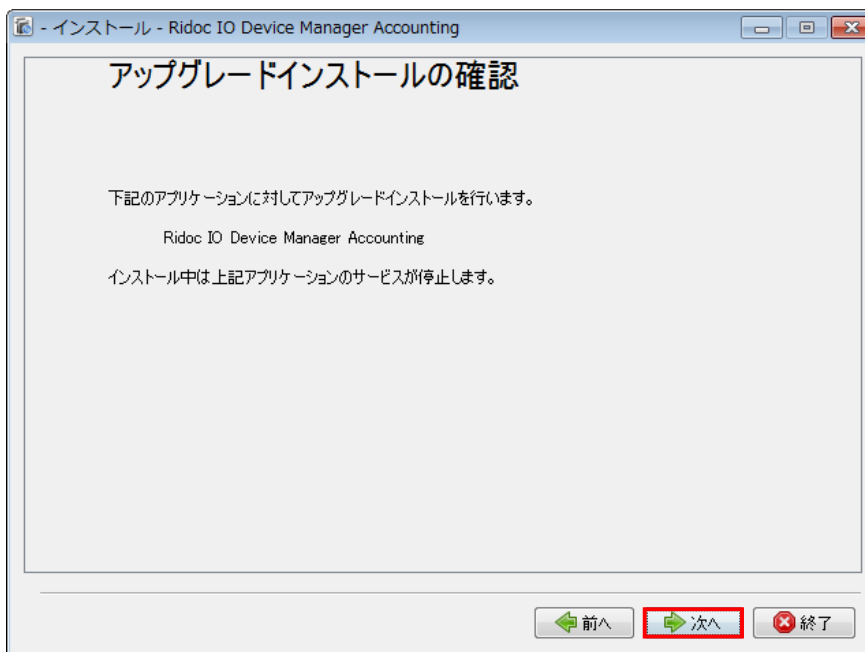 - インストール - Ridoc IO Device Manager Accounting
アップグレードインストールの確認
下記のアプリケーションに対してアップグレードインストールを行います。
Ridoc IO Device Manager Accounting
インストール中は上記アプリケーションのサービスが停止します。
前へ 次へ 終了